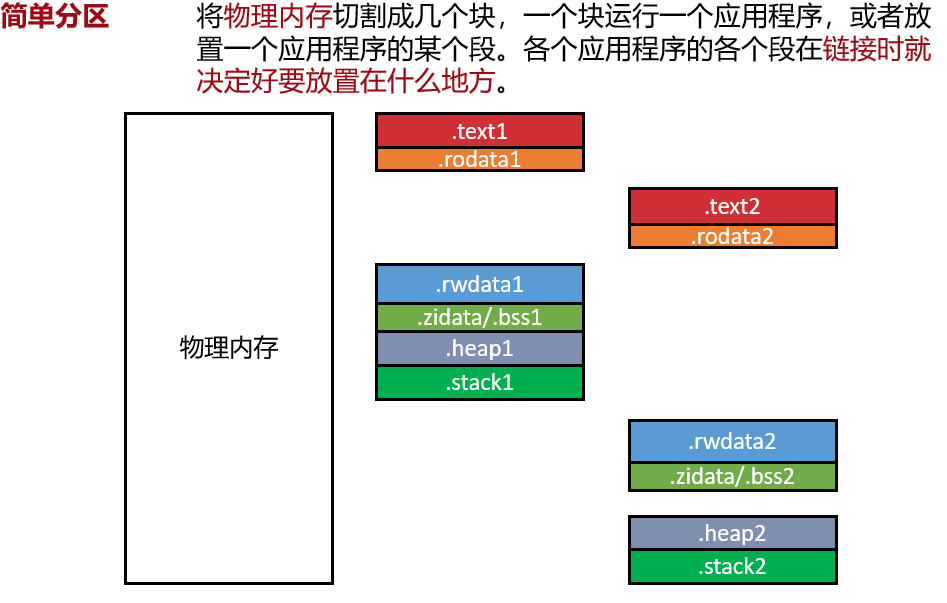 简单分区
将物理内存切割成几个块，一个块运行一个应用程序，或者放
置一个应用程序的某个段。各个应用程序的各个段在链接时就
决定好要放置在什么地方。
.text1
.rodata1
.text2
.rodata2
.rwdata1
.zidata/.bss1
.heap1
.stack1
物理内存
.rwdata2
.zidata/.bss2
.heap2
.stack2